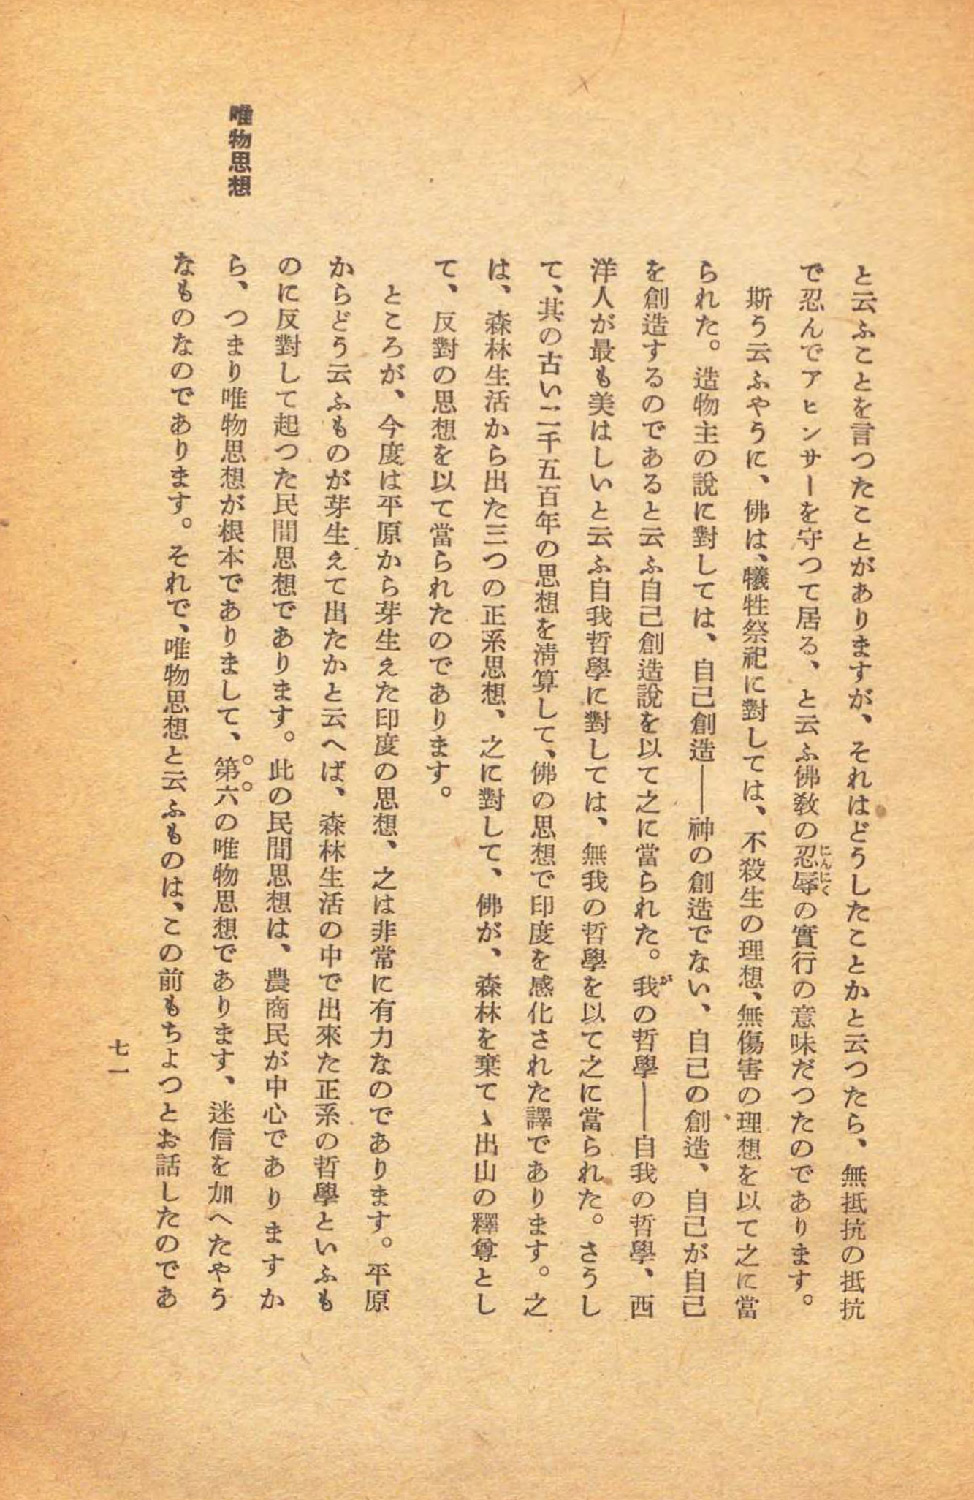 と云ふことを言つたことがありますが、それはどうしたことかと云つたら、無抵抗の抵抗
で忍んでアヒンサーを守つて居る、と云ふ佛敎の忍辱の實行の意味だつたのであります。
にんにく
斯う云ふやうに、佛は、犧牲祭祀に對しては、不殺生の理想、無傷害の理想を以て之に當
られた。造物主の說に對しては、自己創造――神の創造でない、自己の創造、自己が自己
を創造するのであると云ふ自己創造說を以て之に當られた。我の哲學――自我の哲學、西
が
洋人が最も美はしいと云ふ自我哲學に對しては、無我の哲學を以て之に當られた。さうし
て、其の古い二千五百年の思想を淸算して、佛の思想で印度を感化された譯であります。之
は、森林生活から出た三つの正系思想、之に對して、佛が、森林を棄てゝ出山の釋尊とし
て、反對の思想を以て當られたのであります。
ところが、今度は平原から芽生えた印度の思想、之は非常に有力なのであります。平原
からどう云ふものが芽生えて出たかと云へば、森林生活の中で出來た正系の哲學といふも
のに反對して起つた民間思想であります。此の民間思想は、農商民が中心でありますか
唯物思想
ら、つまり唯物思想が根本でありまして、第六の唯物思想であります、迷信を加へたやう
なものなのであります。それで、唯物思想と云ふものは、この前もちよつとお話したのであ
七一